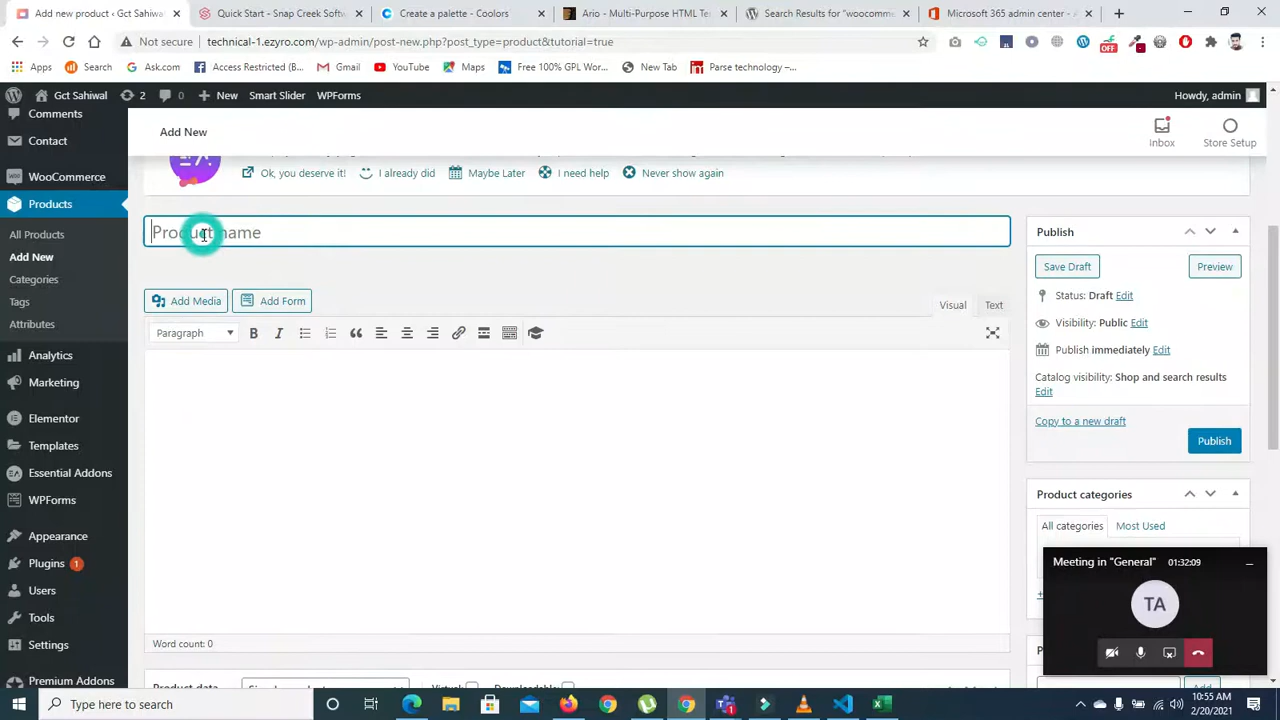 products ‹ Gct Sahiwal
Quick Start - Snap Creek Software
Create a palette - Coolors
Ario - Multi-Purpose HTML Te
Search Results for "woocomme
Microsoft 365 admin center -
Not secure
technical-1.ezyro.com/wp-admin/post-new.php?post_type=product&tutorial=true
OFF
Apps
Search
Ask.com
Access Restricted (B...
Gmail
YouTube
Maps
Free 100% GPL Wor...
New Tab
Parse technology –...
Gct Sahiwal
2
0
New
Smart Slider
WPForms
Howdy, admin
Comments
Contact
WooCommerce
Products
All Products
Add New
Categories
Tags
Attributes
Analytics
Marketing
Elementor
Templates
Essential Addons
WPForms
Appearance
Plugins 1
Users
Tools
Settings
Premium Addons
Add New
Inbox
Store Setup
Ok, you deserve it!
I already did
Maybe Later
I need help
Never show again
Product name
Add Media
Add Form
Visual
Text
Paragraph
Word count: 0
Product data
Virtual:
Downloadable:
Publish
Save Draft
Preview
Status: Draft Edit
Visibility: Public Edit
Publish immediately Edit
Catalog visibility: Shop and search results
Edit
Copy to a new draft
Publish
Product categories
All categories
Most Used
Meeting in "General"
01:32:09
TA
Add
Type here to search
10:55 AM
2/20/2021